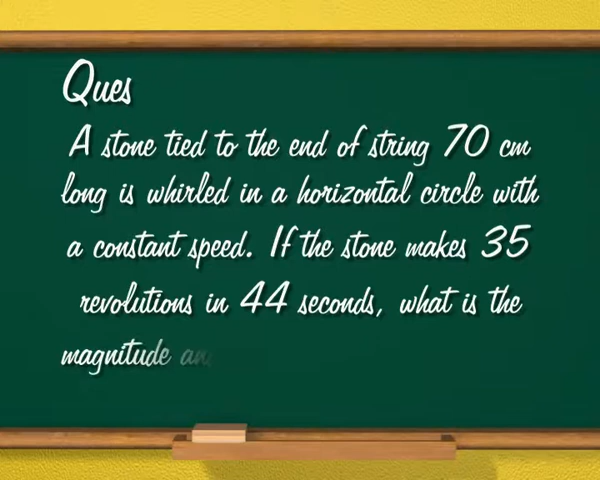 Ques
A stone tied to the end of string 70 cm
long is whirled in a horizontal circle with
a constant speed. If the stone makes 35
revolutions in 44 seconds, what is the
magnitude